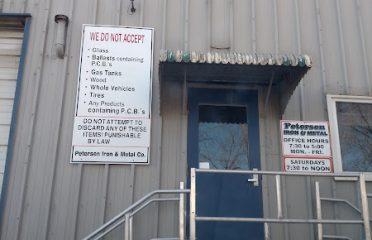 WE DO NOT ACCEPT
• Glass
• Ballasts containing
P.C.B.'s
• Gas Tanks
• Wood
• Whole Vehicles
• Tires
• Any Products
containing P.C.B.'s
DO NOT ATTEMPT TO
DISCARD ANY OF THESE
ITEMS! PUNISHABLE
BY LAW
Petersen Iron & Metal Co.
Petersen
IRON & METAL
OFFICE HOURS
7:30 to 5:00
MON. - FRI.
SATURDAYS
7:30 to NOON